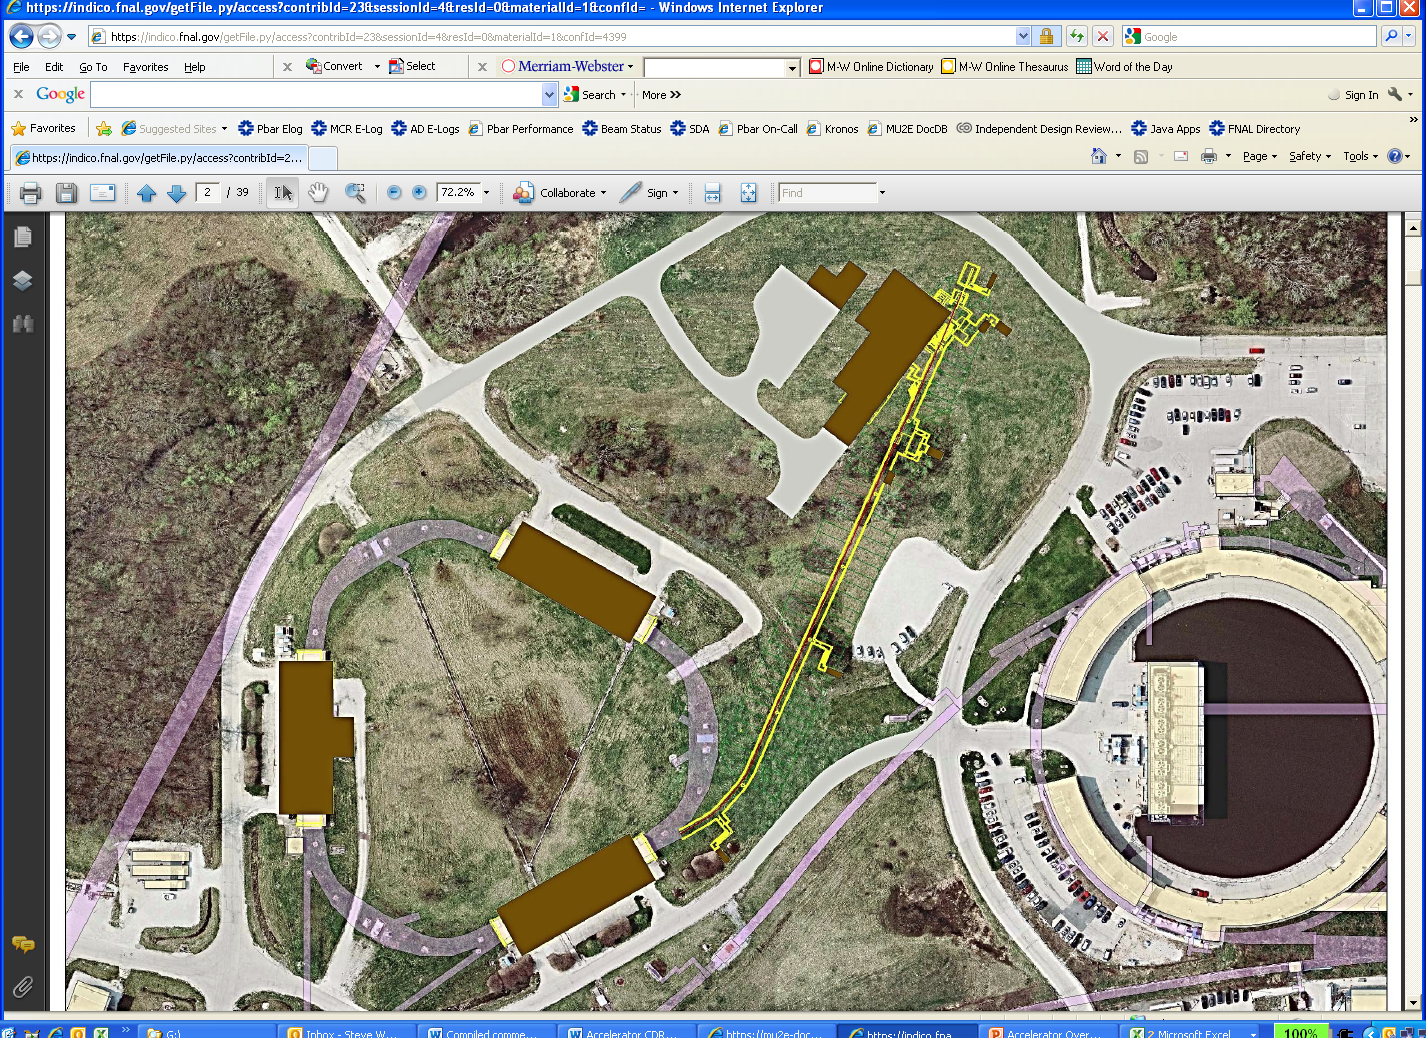 https://indico.fnal.gov/getFile.py/access?contribId=23&sessionId=4&resId=0&materialId=1&confId= - Windows Internet Explorer
https://indico.fnal.gov/getFile.py/access?contribId=23&sessionId=4&resId=0&materialId=1&confId=4399
Google
File Edit Go To Favorites Help
x Convert Select
x Merriam-Webster M-W Online Dictionary M-W Online Thesaurus Word of the Day
x Google Search More >> Sign In
Favorites Suggested Sites Pbar Elog MCR E-Log AD E-Logs Pbar Performance Beam Status SDA Pbar On-Call Kronos MU2E DocDB Independent Design Review... Java Apps FNAL Directory >>
https://indico.fnal.gov/getFile.py/access?contribId=2...
Page Safety Tools
2 / 39 72.2% Collaborate Sign Find
G:\ Inbox - Steve W... Compiled comme... Accelerator CDR... https://mu2e-doc... https://indico.fna... Accelerator Over... 2 Microsoft Excel 100%